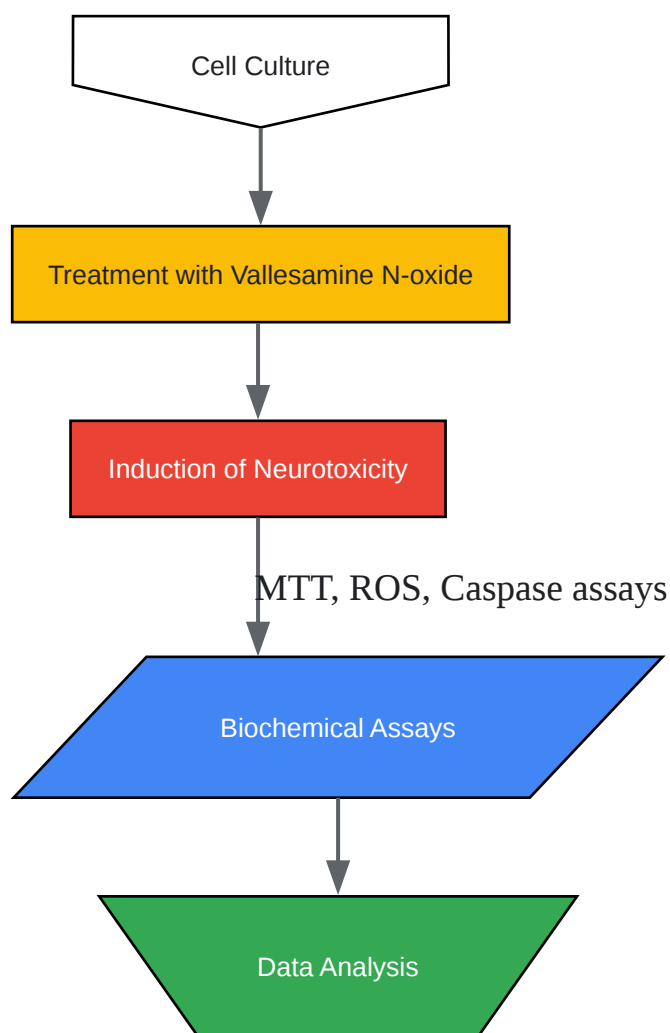 Cell Culture
Treatment with Vallesamine N-oxide
Induction of Neurotoxicity
MTT, ROS, Caspase assays
Biochemical Assays
Data Analysis